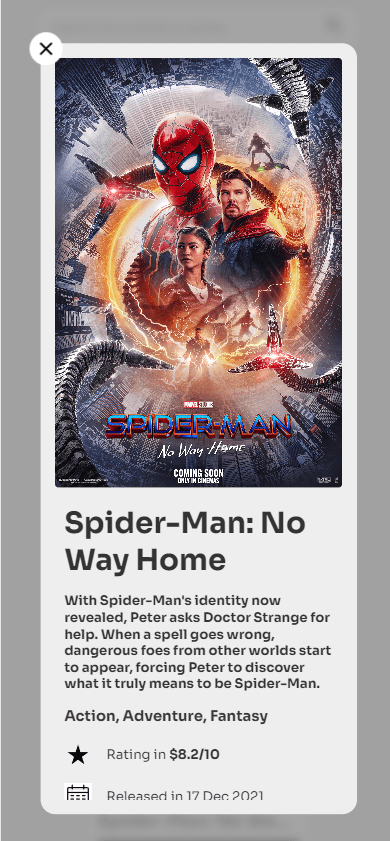 MARVEL STUDIOS
SPIDER-MAN
No Way Home
COMING SOON
ONLY IN CINEMAS
Spider-Man: No
Way Home
With Spider-Man's identity now
revealed, Peter asks Doctor Strange for
help. When a spell goes wrong,
dangerous foes from other worlds start
to appear, forcing Peter to discover
what it truly means to be Spider-Man.
Action, Adventure, Fantasy
Rating in $8.2/10
Released in 17 Dec 2021